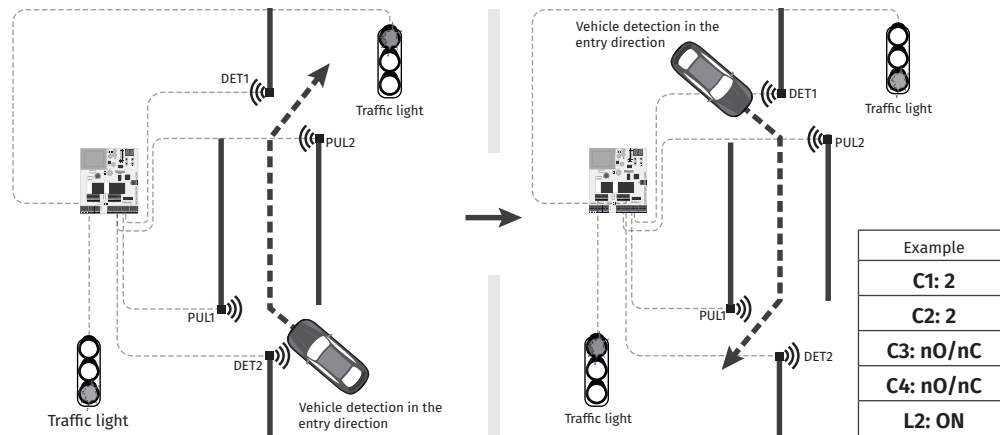 DET1
Traffic light
PUL2
PUL1
DET2
Traffic light
Vehicle detection in the
entry direction
Vehicle detection in the
entry direction
DET1
Traffic light
PUL2
PUL1
DET2
Traffic light
Example
C1: 2
C2: 2
C3: nO/nC
C4: nO/nC
L2: ON